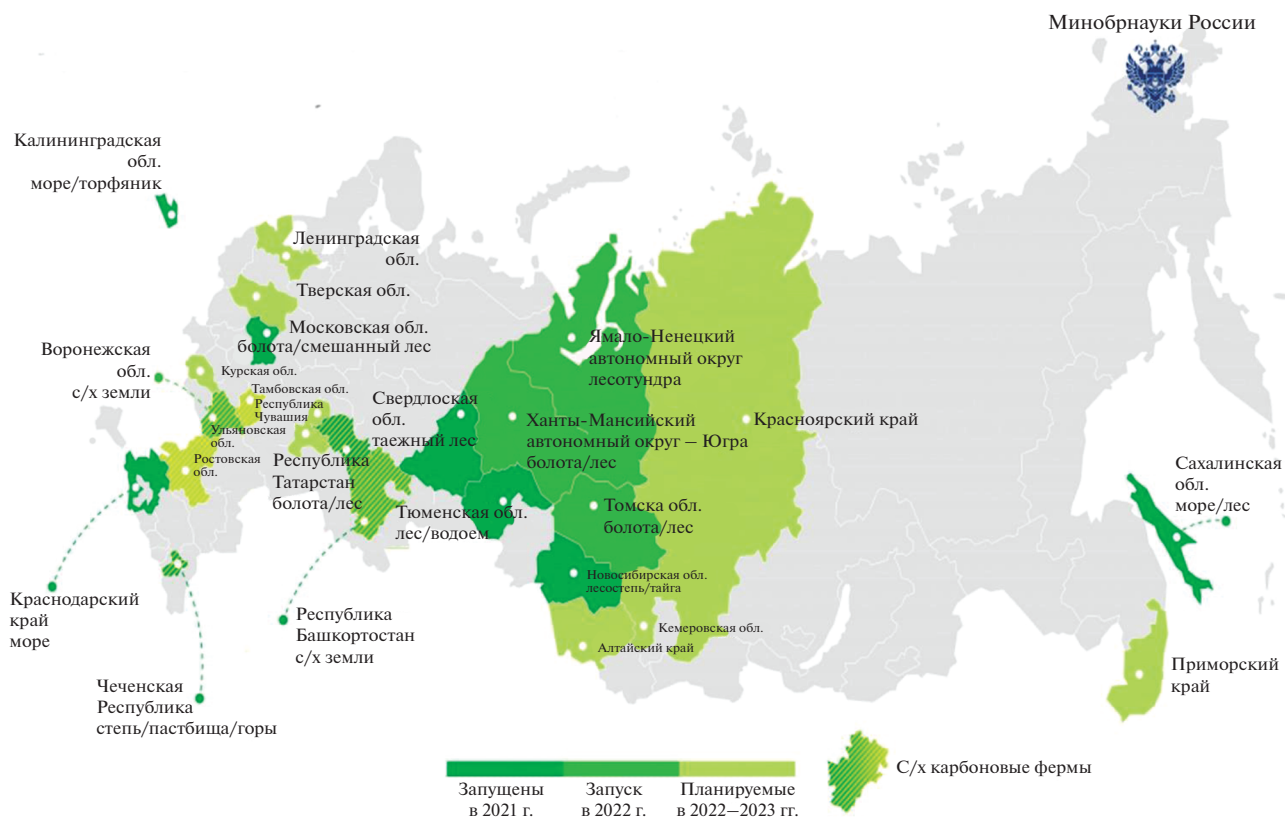 Минобрнауки России
Калининградская
обл.
море/торфяник
Ленинградская
обл.
Тверская обл.
Московская обл.
болота/смешанный лес
Воронежская
обл.
с/х земли
Курская обл.
Тамбовская обл.
Республика
Чувашия
Ульяновская
обл.
Ростовская
обл.
Свердлоская
обл.
таежный лес
Республика
Татарстан
болота/лес
Тюменская обл.
лес/водоем
Ямало-Ненецкий
автономный округ
лесотундра
Ханты-Мансийский
автономный округ – Югра
болота/лес
Красноярский край
Томска обл.
болота/лес
Новосибирская обл.
лесостепь/тайга
Кемеровская обл.
Алтайский край
Сахалинская
обл.
море/лес
Приморский
край
Краснодарский
край
море
Республика
Башкортостан
с/х земли
Чеченская
Республика
степь/пастбища/горы
Запущены
в 2021 г.
Запуск
в 2022 г.
Планируемые
в 2022–2023 гг.
С/х карбоновые фермы